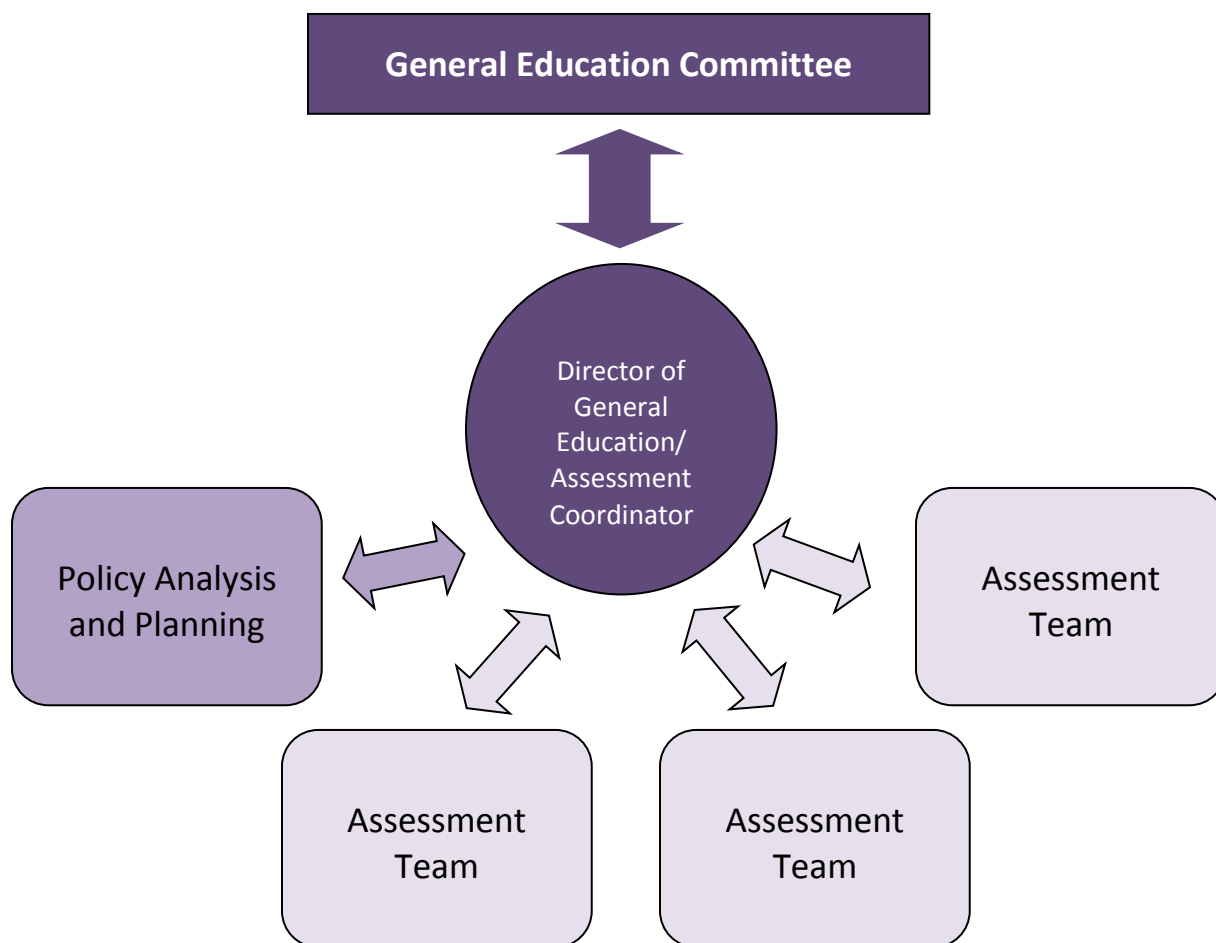 General Education Committee
Director of
General
Education/
Assessment
Coordinator
Policy Analysis
and Planning
Assessment
Team
Assessment
Team
Assessment
Team